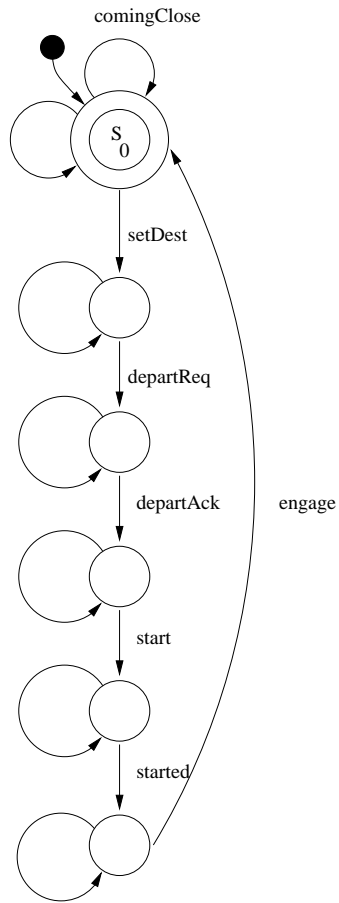 comingClose
S
0
setDest
departReq
departAck
engage
start
started